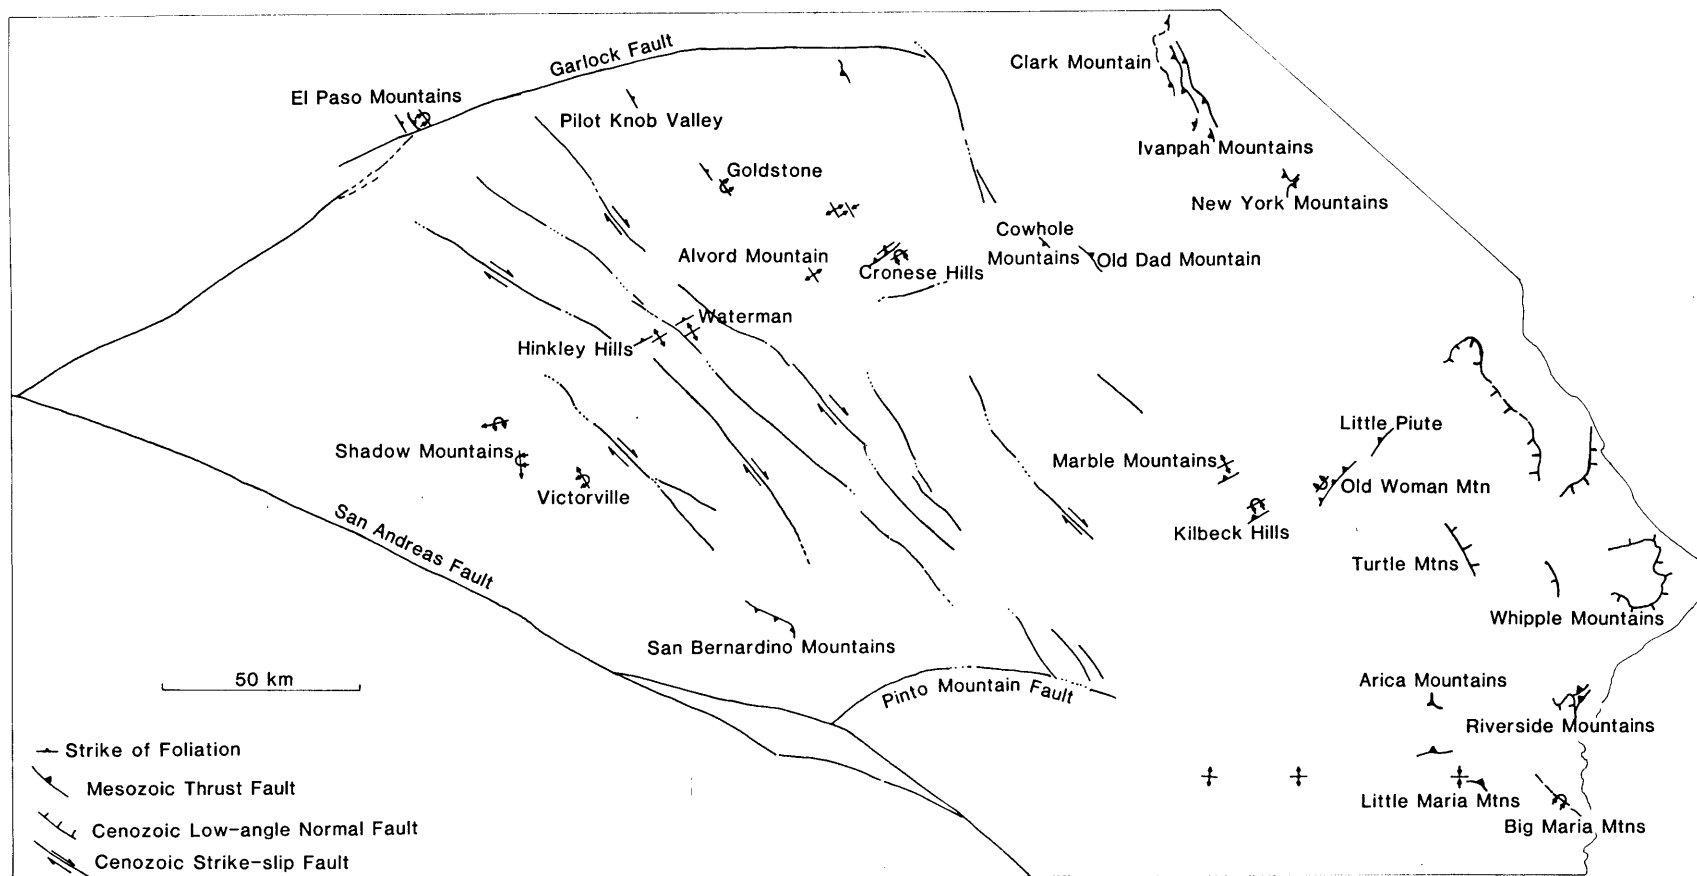 Garlock Fault
Clark Mountain
El Paso Mountains
Pilot Knob Valley
Ivanpah Mountains
Goldstone
New York Mountains
Cowhole
Mountains
Old Dad Mountain
Alvord Mountain
Cronese Hills
Waterman
Hinkley Hills
Little Piute
Shadow Mountains
Marble Mountains
Victorville
Old Woman Mtn
San Andreas Fault
Kilbeck Hills
Turtle Mtns
Whipple Mountains
San Bernardino Mountains
50 km
Pinto Mountain Fault
Arica Mountains
Riverside Mountains
Strike of Foliation
Mesozoic Thrust Fault
Little Maria Mtns
Big Maria Mtns
Cenozoic Low-angle Normal Fault
Cenozoic Strike-slip Fault